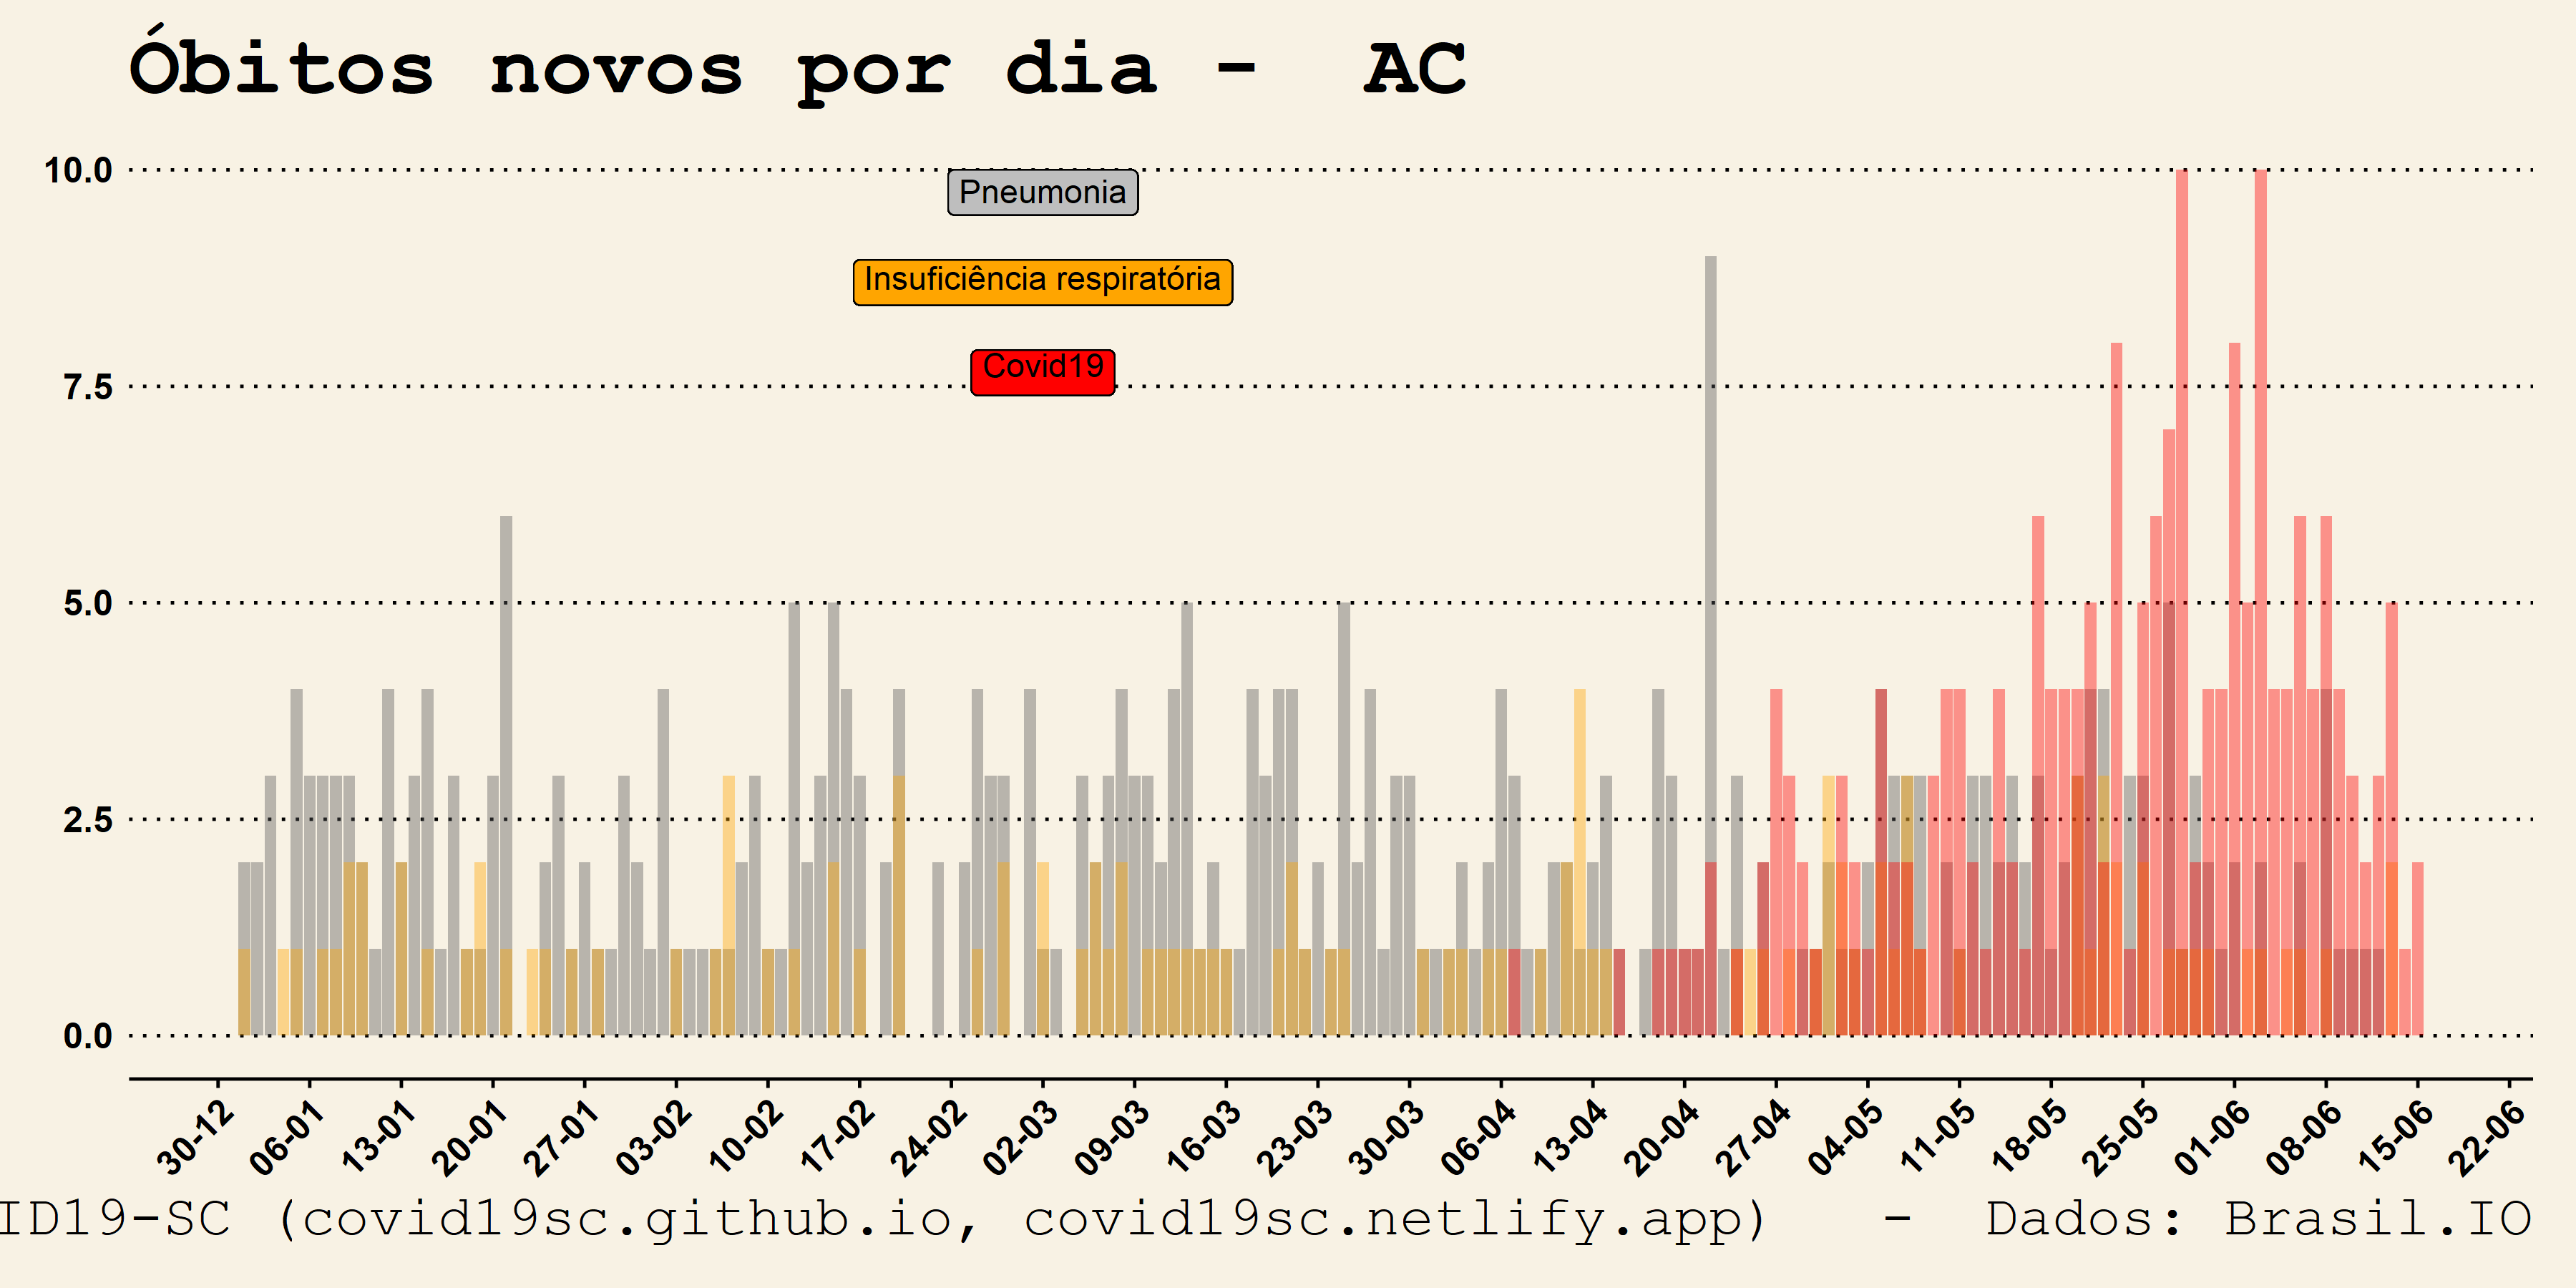 Óbitos novos por dia - AC
10.0
Pneumonia
Insuficiência respiratória
Covid19
7.5
5.0
2.5
0.0
30-12 06-01 13-01 20-01 27-01 03-02 10-02 17-02 24-02 02-03 09-03 16-03 23-03 30-03 06-04 13-04 20-04 27-04 04-05 11-05 18-05 25-05 01-06 08-06 15-06 22-06
ID19-SC (covid19sc.github.io, covid19sc.netlify.app) - Dados: Brasil.IO